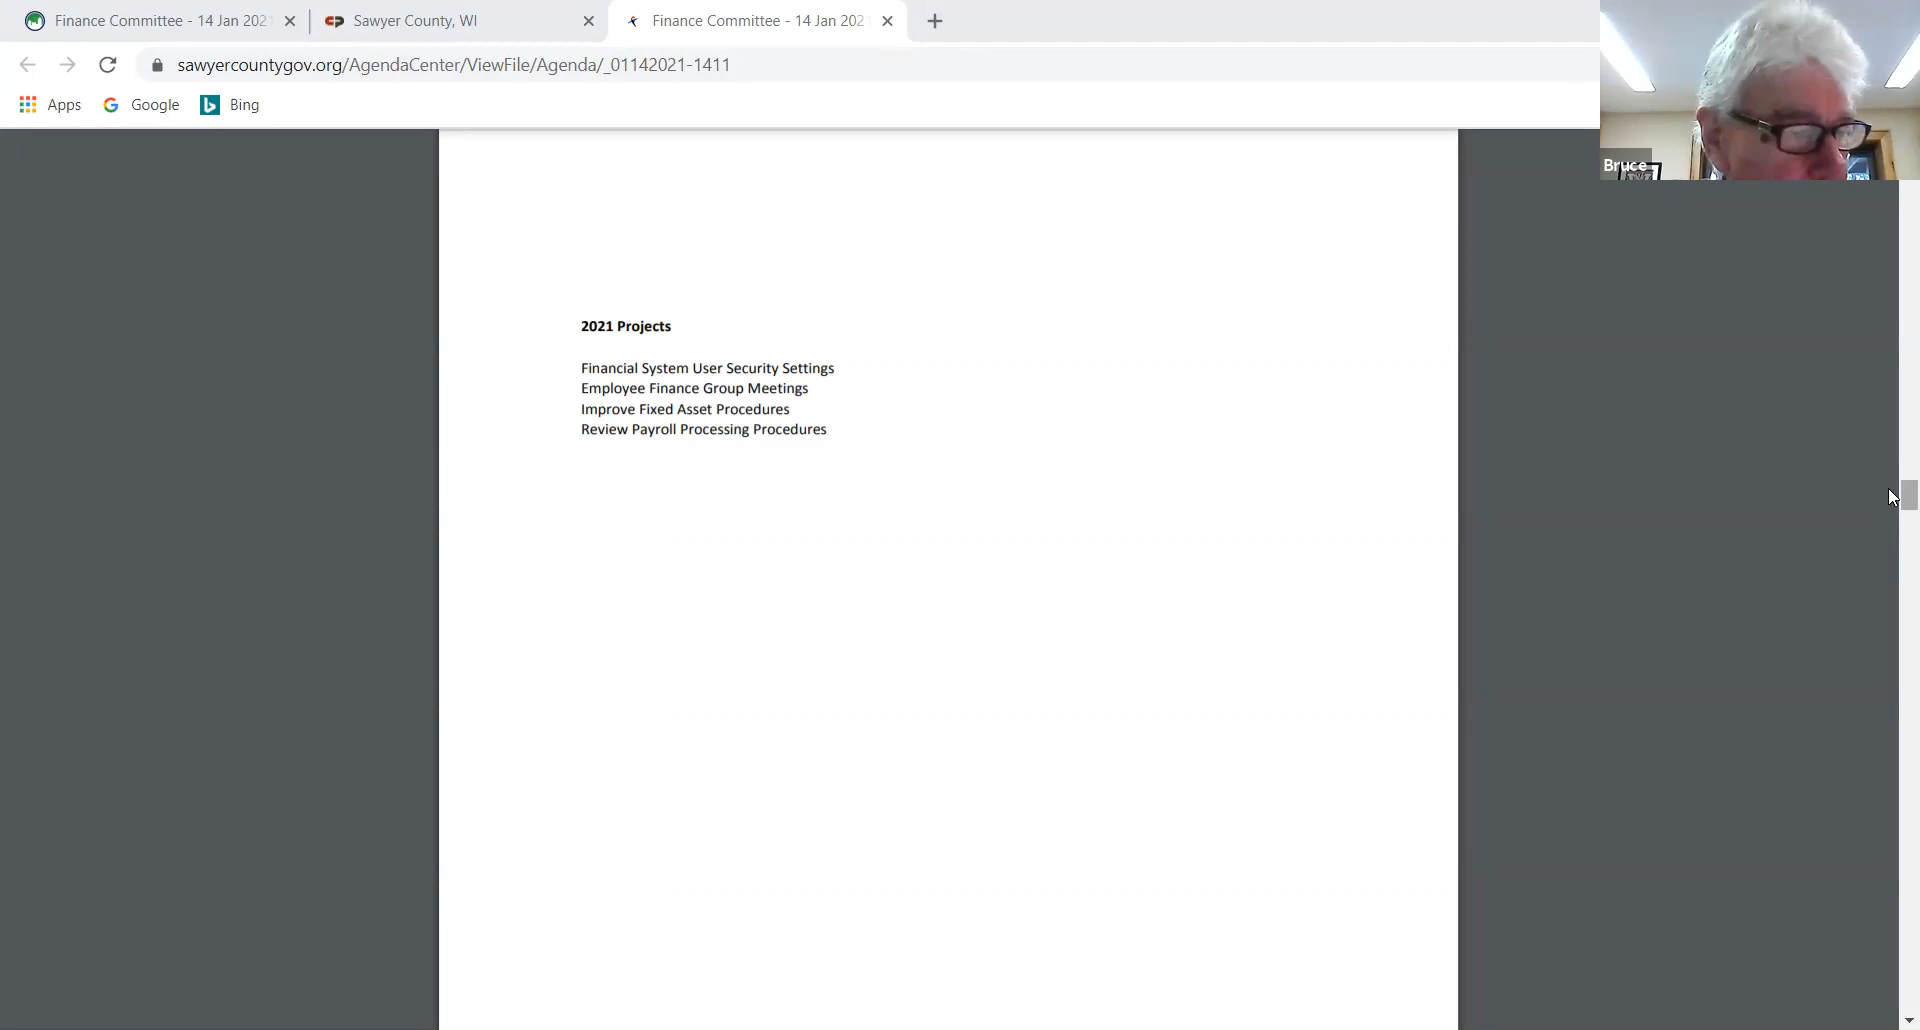 Finance Committee - 14 Jan 202
Sawyer County, WI
Finance Committee - 14 Jan 202
sawyercountygov.org/AgendaCenter/ViewFile/Agenda/_01142021-1411
Apps
Google
Bing
Bruce
2021 Projects
Financial System User Security Settings
Employee Finance Group Meetings
Improve Fixed Asset Procedures
Review Payroll Processing Procedures